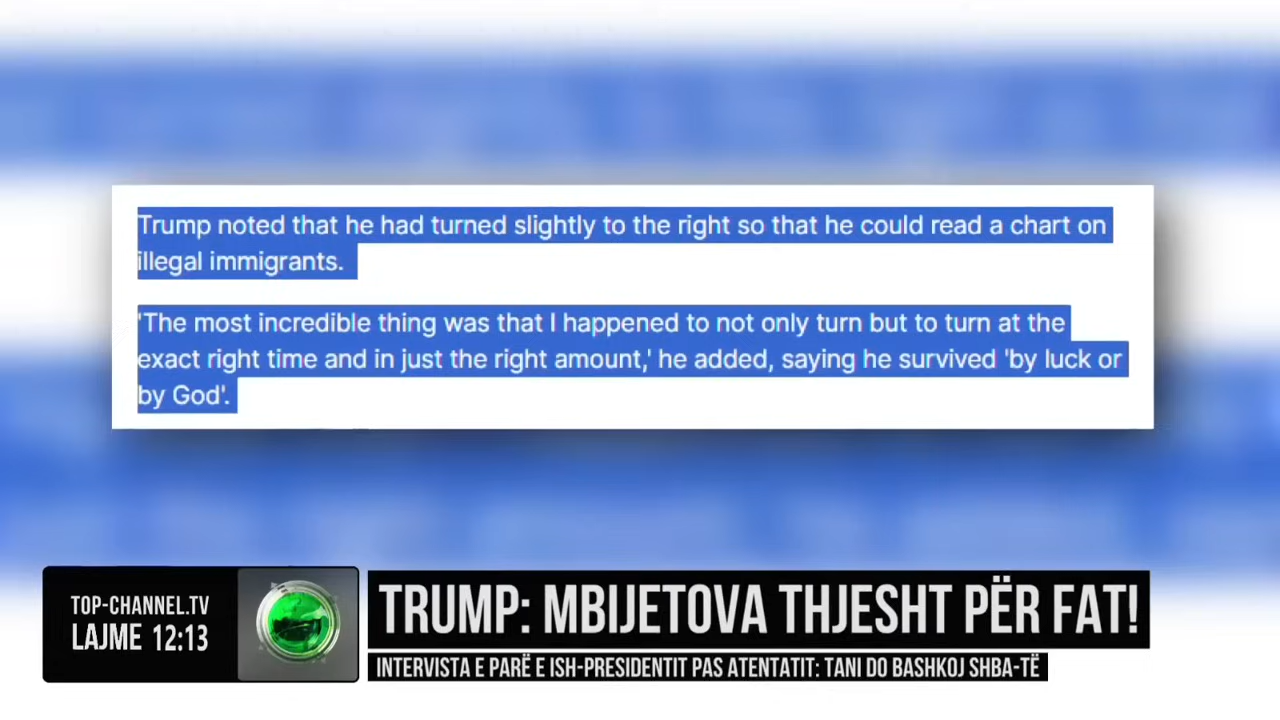 Trump noted that he had turned slightly to the right so that he could read a chart on
illegal immigrants.
'The most incredible thing was that I happened to not only turn but to turn at the
exact right time and in just the right amount,' he added, saying he survived 'by luck or
by God'.
TOP-CHANNEL.TV
LAJME 12:13
TRUMP: MBIJETOVA THJESHT PËR FAT!
INTERVISTA E PARË E ISH-PRESIDENTIT PAS ATENTATIT: TANI DO BASHKOJ SHBA-TË